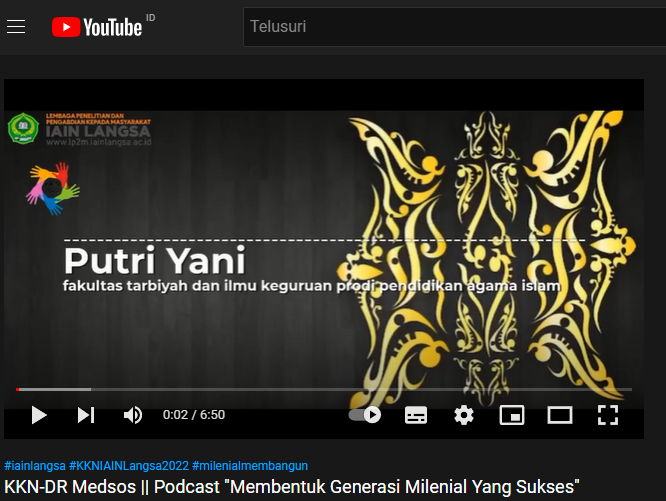 YouTube ID
Telusuri
LEMBAGA PENELITIAN DAN
PENGABDIAN KEPADA MASYARAKAT
IAIN LANGSA
www.lp2m.iainlangsa.ac.id
Putri Yani
fakultas tarbiyah dan ilmu keguruan prodi pendidikan agama islam
0:02 / 6:50
#iainlangsa #KKNIAINLangsa2022 #milenialmembangun
KKN-DR Medsos || Podcast "Membentuk Generasi Milenial Yang Sukses"